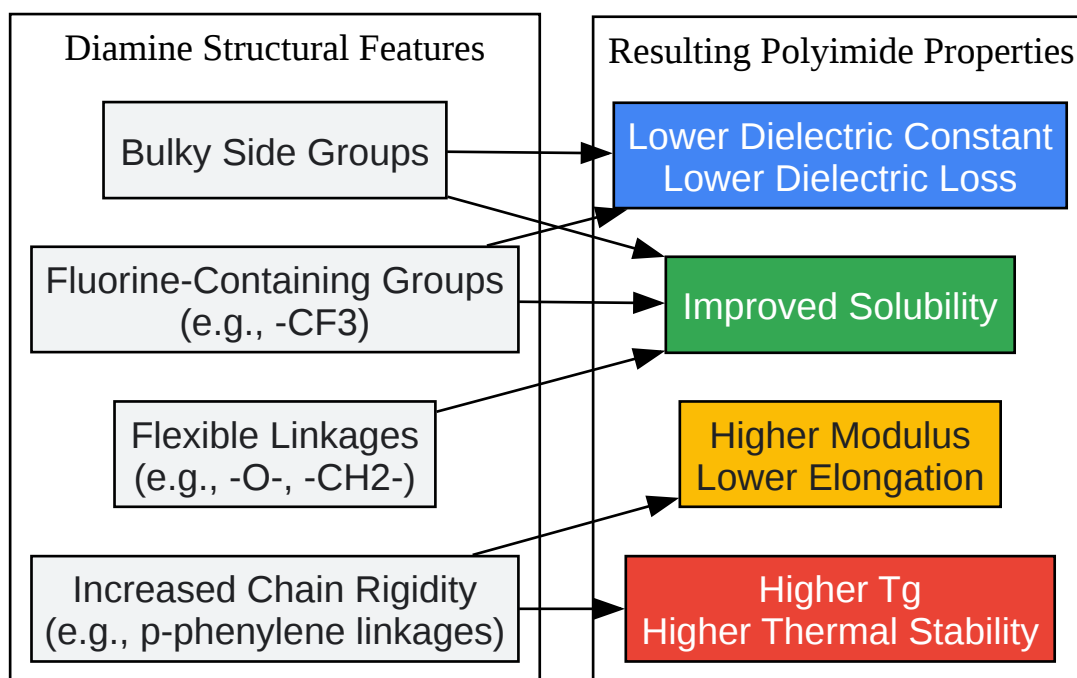 Diamine Structural Features
Bulky Side Groups
Fluorine-Containing Groups
(e.g., -CF3)
Flexible Linkages
(e.g., -O-, -CH2-)
Increased Chain Rigidity
(e.g., p-phenylene linkages)
Resulting Polyimide Properties
Lower Dielectric Constant
Lower Dielectric Loss
Improved Solubility
Higher Modulus
Lower Elongation
Higher Tg
Higher Thermal Stability